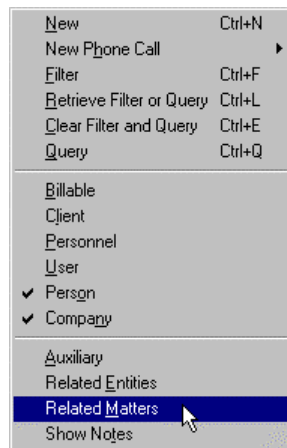 New Ctrl+N
New Phone Call
Filter Ctrl+F
Retrieve Filter or Query Ctrl+L
Clear Filter and Query Ctrl+E
Query Ctrl+Q
Billable
Client
Personnel
User
Person
Company
Auxiliary
Related Entities
Related Matters
Show Notes